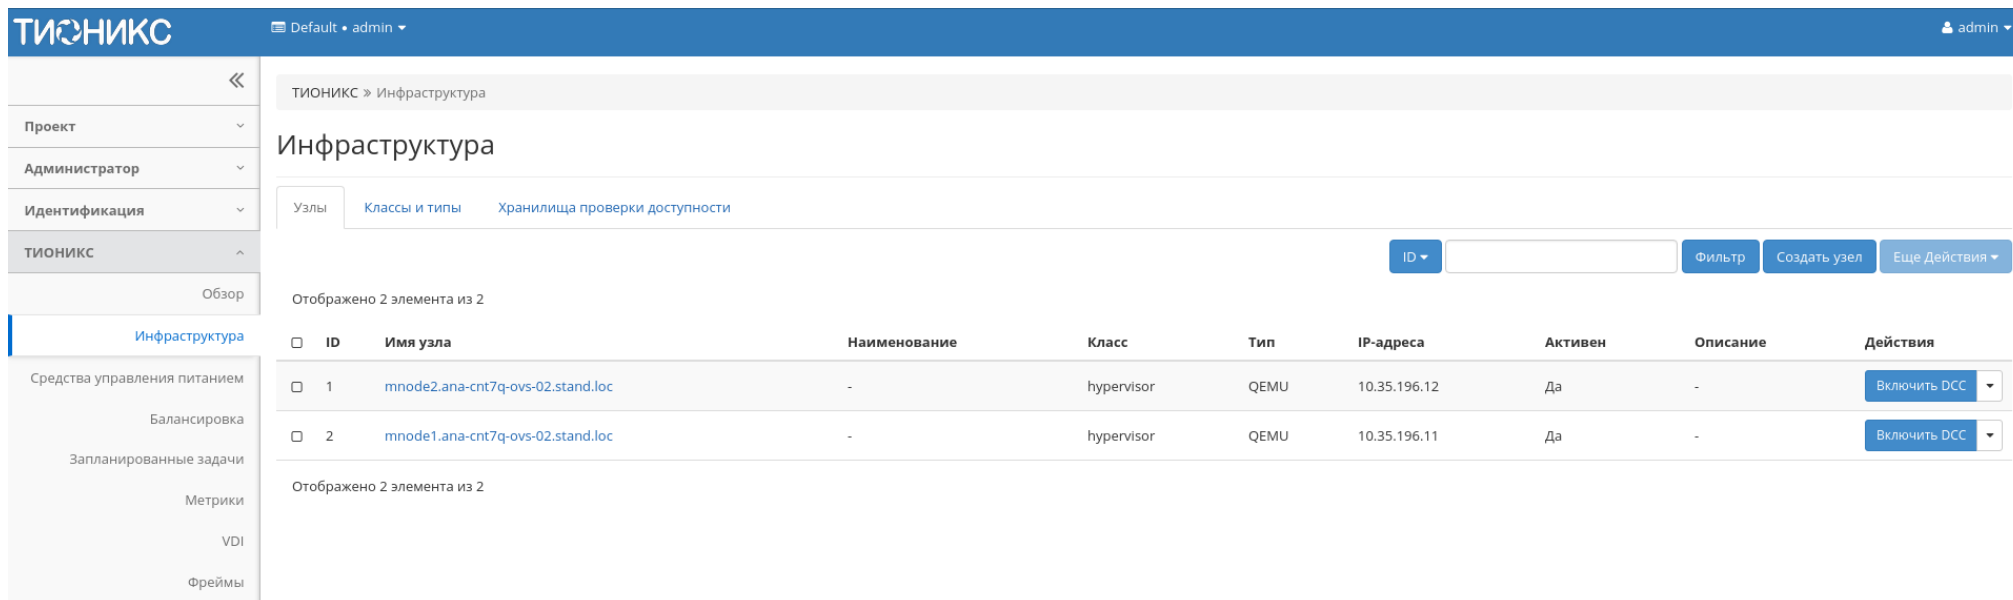 ТИОНИКС
Default • admin
admin
ТИОНИКС » Инфраструктура
Проект
Администратор
Идентификация
ТИОНИКС
Обзор
Инфраструктура
Средства управления питанием
Балансировка
Запланированные задачи
Метрики
VDI
Фреймы
Инфраструктура
Узлы Классы и типы Хранилища проверки доступности
ID Фильтр Создать узел Еще Действия
Отображено 2 элемента из 2
ID Имя узла Наименование Класс Тип IP-адреса Активен Описание Действия
1 mnode2.ana-cnt7q-ovs-02.stand.loc - hypervisor QEMU 10.35.196.12 Да - Включить DCC
2 mnode1.ana-cnt7q-ovs-02.stand.loc - hypervisor QEMU 10.35.196.11 Да - Включить DCC
Отображено 2 элемента из 2